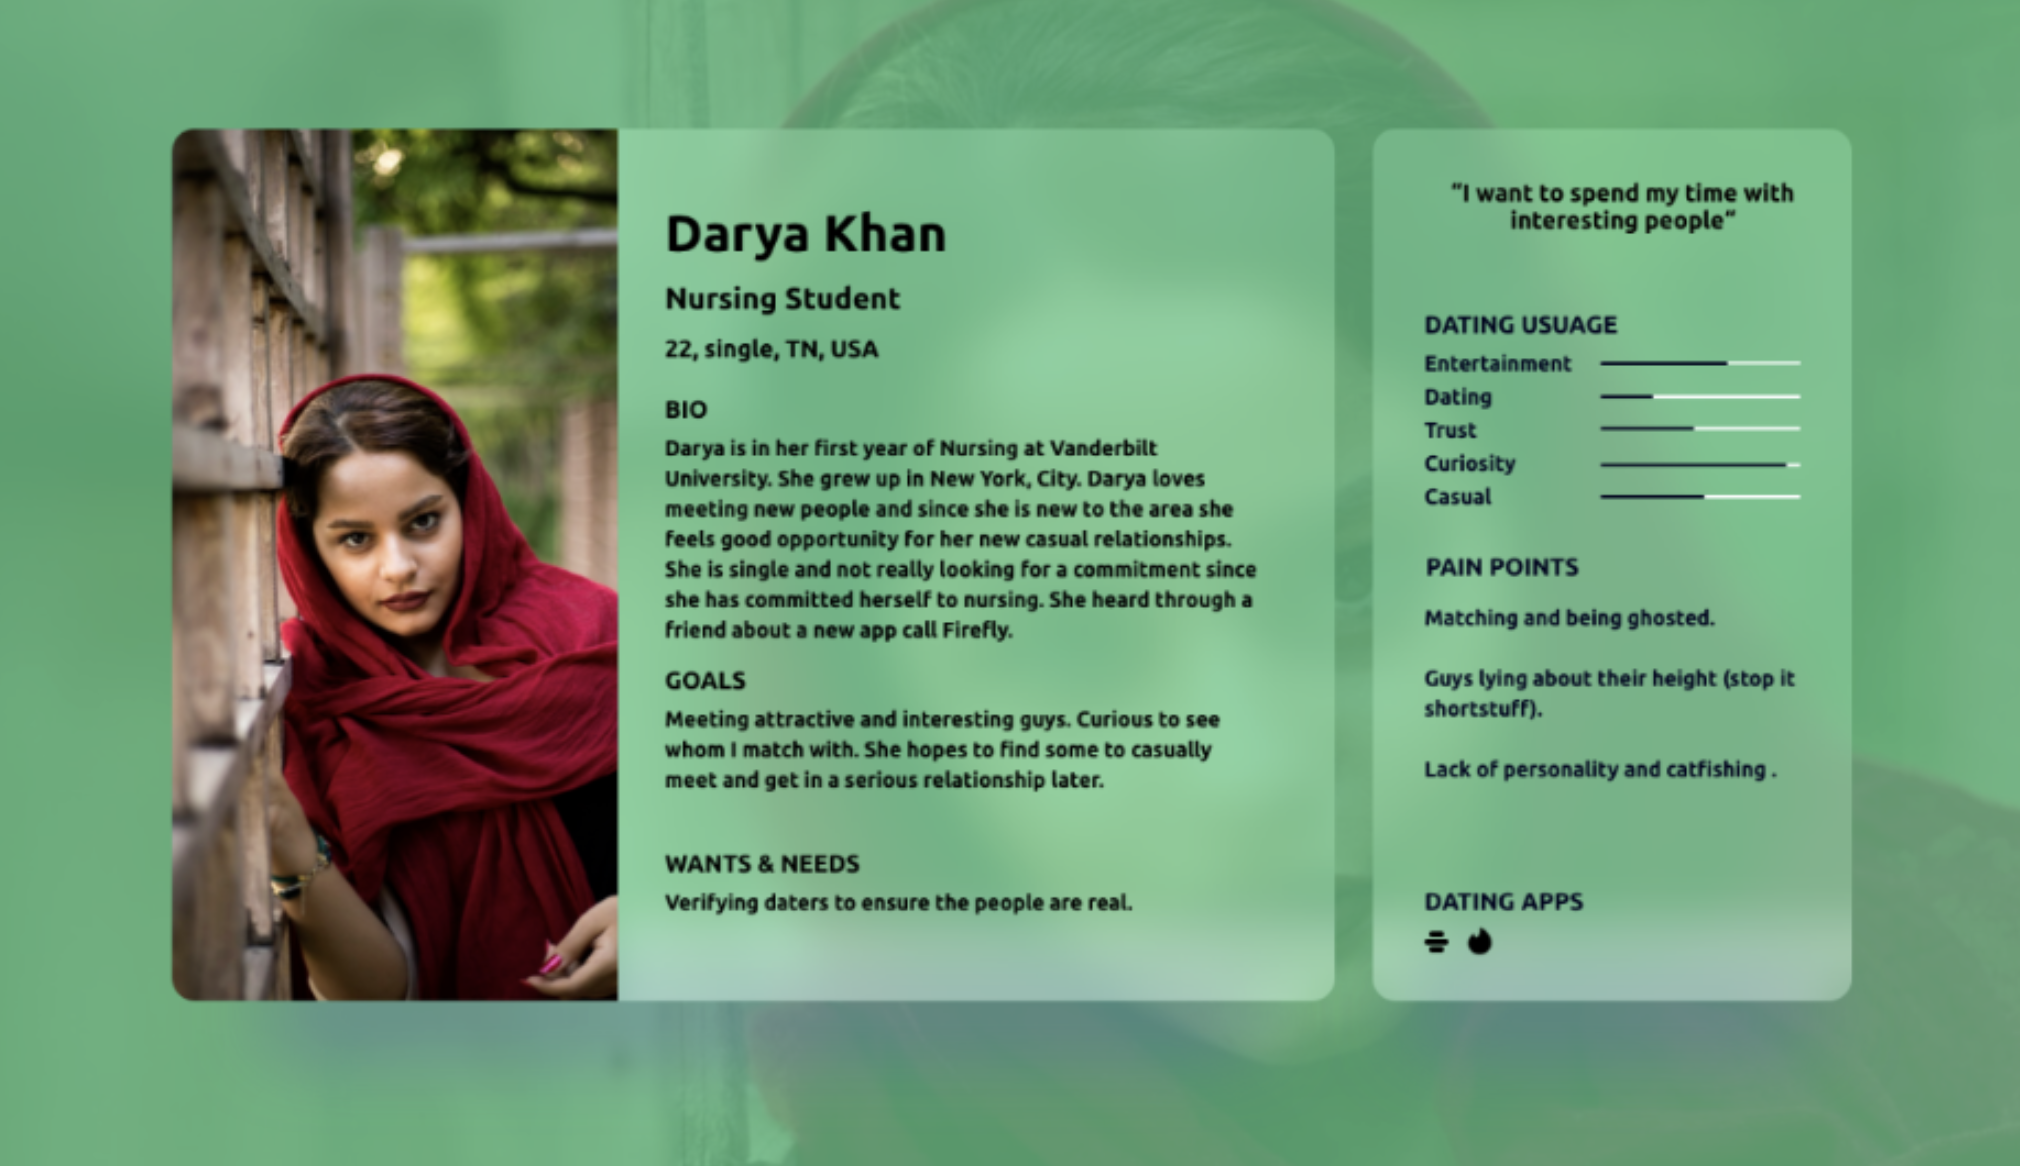 Darya Khan
Nursing Student
22, single, TN, USA
BIO
Darya is in her first year of Nursing at Vanderbilt
University. She grew up in New York, City. Darya loves
meeting new people and since she is new to the area she
feels good opportunity for her new casual relationships.
She is single and not really looking for a commitment since
she has committed herself to nursing. She heard through a
friend about a new app call Firefly.
GOALS
Meeting attractive and interesting guys. Curious to see
whom I match with. She hopes to find some to casually
meet and get in a serious relationship later.
WANTS & NEEDS
Verifying daters to ensure the people are real.
"I want to spend my time with
interesting people"
DATING USUAGE
Entertainment
Dating
Trust
Curiosity
Casual
PAIN POINTS
Matching and being ghosted.
Guys lying about their height (stop it
shortstuff).
Lack of personality and catfishing .
DATING APPS